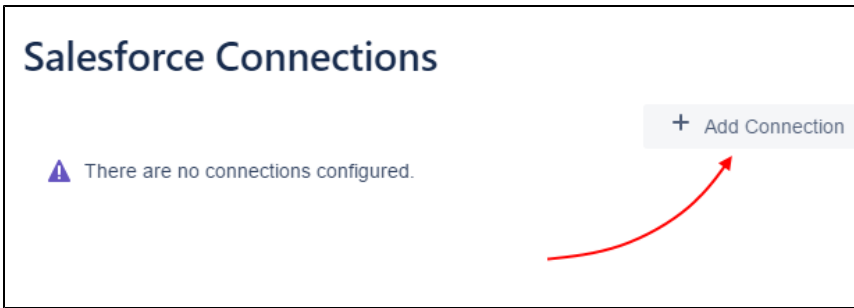 Salesforce Connections
+ Add Connection
There are no connections configured.